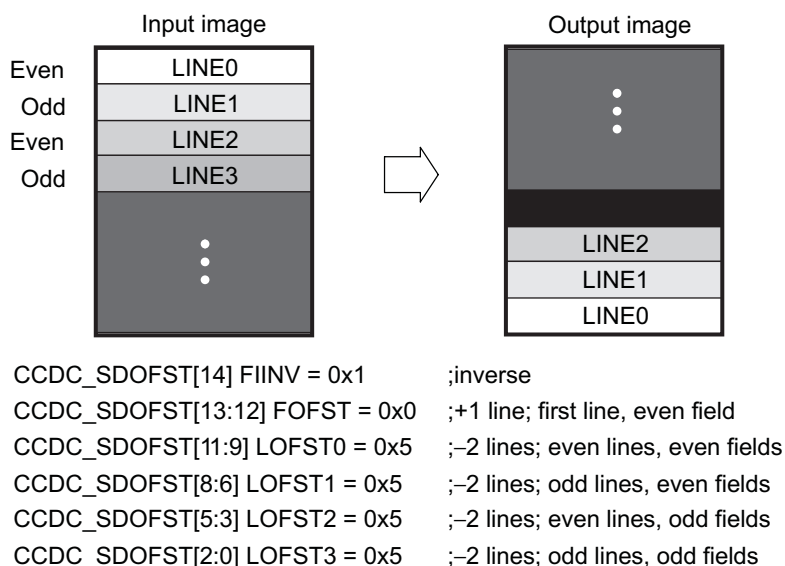 Input image
Even LINE0
Odd LINE1
Even LINE2
Odd LINE3
Output image
LINE2
LINE1
LINE0
CCDC_SDOFST[14] FIINV = 0x1 ;inverse
CCDC_SDOFST[13:12] FOFST = 0x0 ;+1 line; first line, even field
CCDC_SDOFST[11:9] LOFST0 = 0x5 ;–2 lines; even lines, even fields
CCDC_SDOFST[8:6] LOFST1 = 0x5 ;–2 lines; odd lines, even fields
CCDC_SDOFST[5:3] LOFST2 = 0x5 ;–2 lines; even lines, odd fields
CCDC_SDOFST[2:0] LOFST3 = 0x5 ;–2 lines; odd lines, odd fields